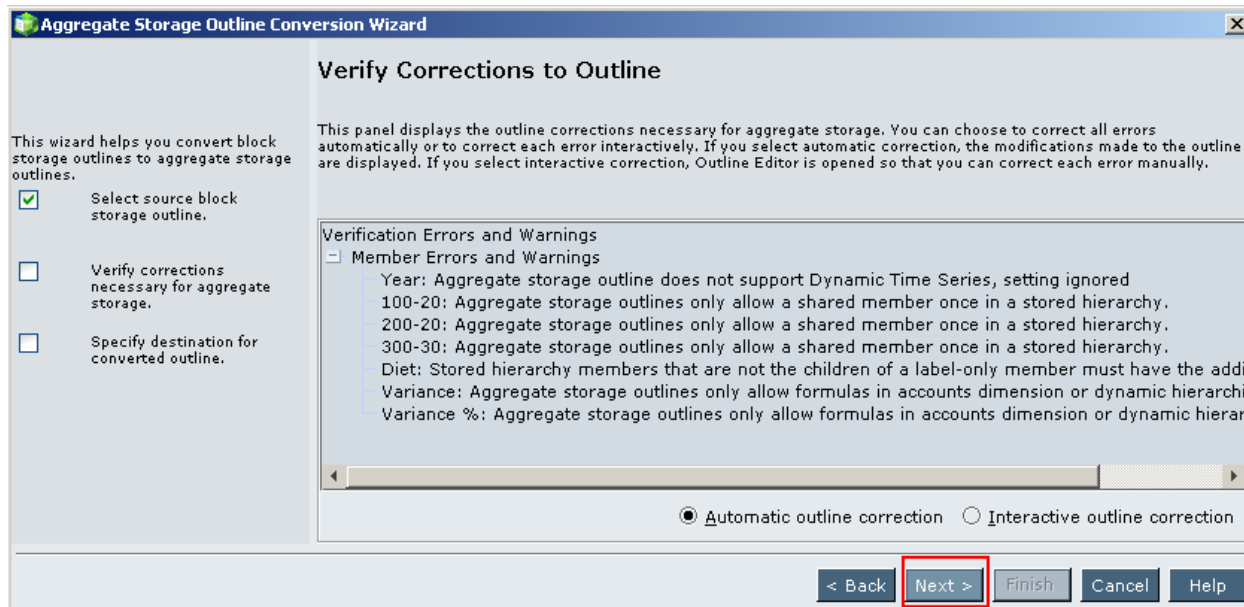 Aggregate Storage Outline Conversion Wizard
Verify Corrections to Outline
This wizard helps you convert block
storage outlines to aggregate storage
outlines.
Select source block
storage outline.
Verify corrections
necessary for aggregate
storage.
Specify destination for
converted outline.
This panel displays the outline corrections necessary for aggregate storage. You can choose to correct all errors
automatically or to correct each error interactively. If you select automatic correction, the modifications made to the outline
are displayed. If you select interactive correction, Outline Editor is opened so that you can correct each error manually.
Verification Errors and Warnings
Member Errors and Warnings
Year: Aggregate storage outline does not support Dynamic Time Series, setting ignored
100-20: Aggregate storage outlines only allow a shared member once in a stored hierarchy.
200-20: Aggregate storage outlines only allow a shared member once in a stored hierarchy.
300-30: Aggregate storage outlines only allow a shared member once in a stored hierarchy.
Diet: Stored hierarchy members that are not the children of a label-only member must have the addi
Variance: Aggregate storage outlines only allow formulas in accounts dimension or dynamic hierarchi
Variance %: Aggregate storage outlines only allow formulas in accounts dimension or dynamic hierar
Automatic outline correction Interactive outline correction
< Back Next > Finish Cancel Help